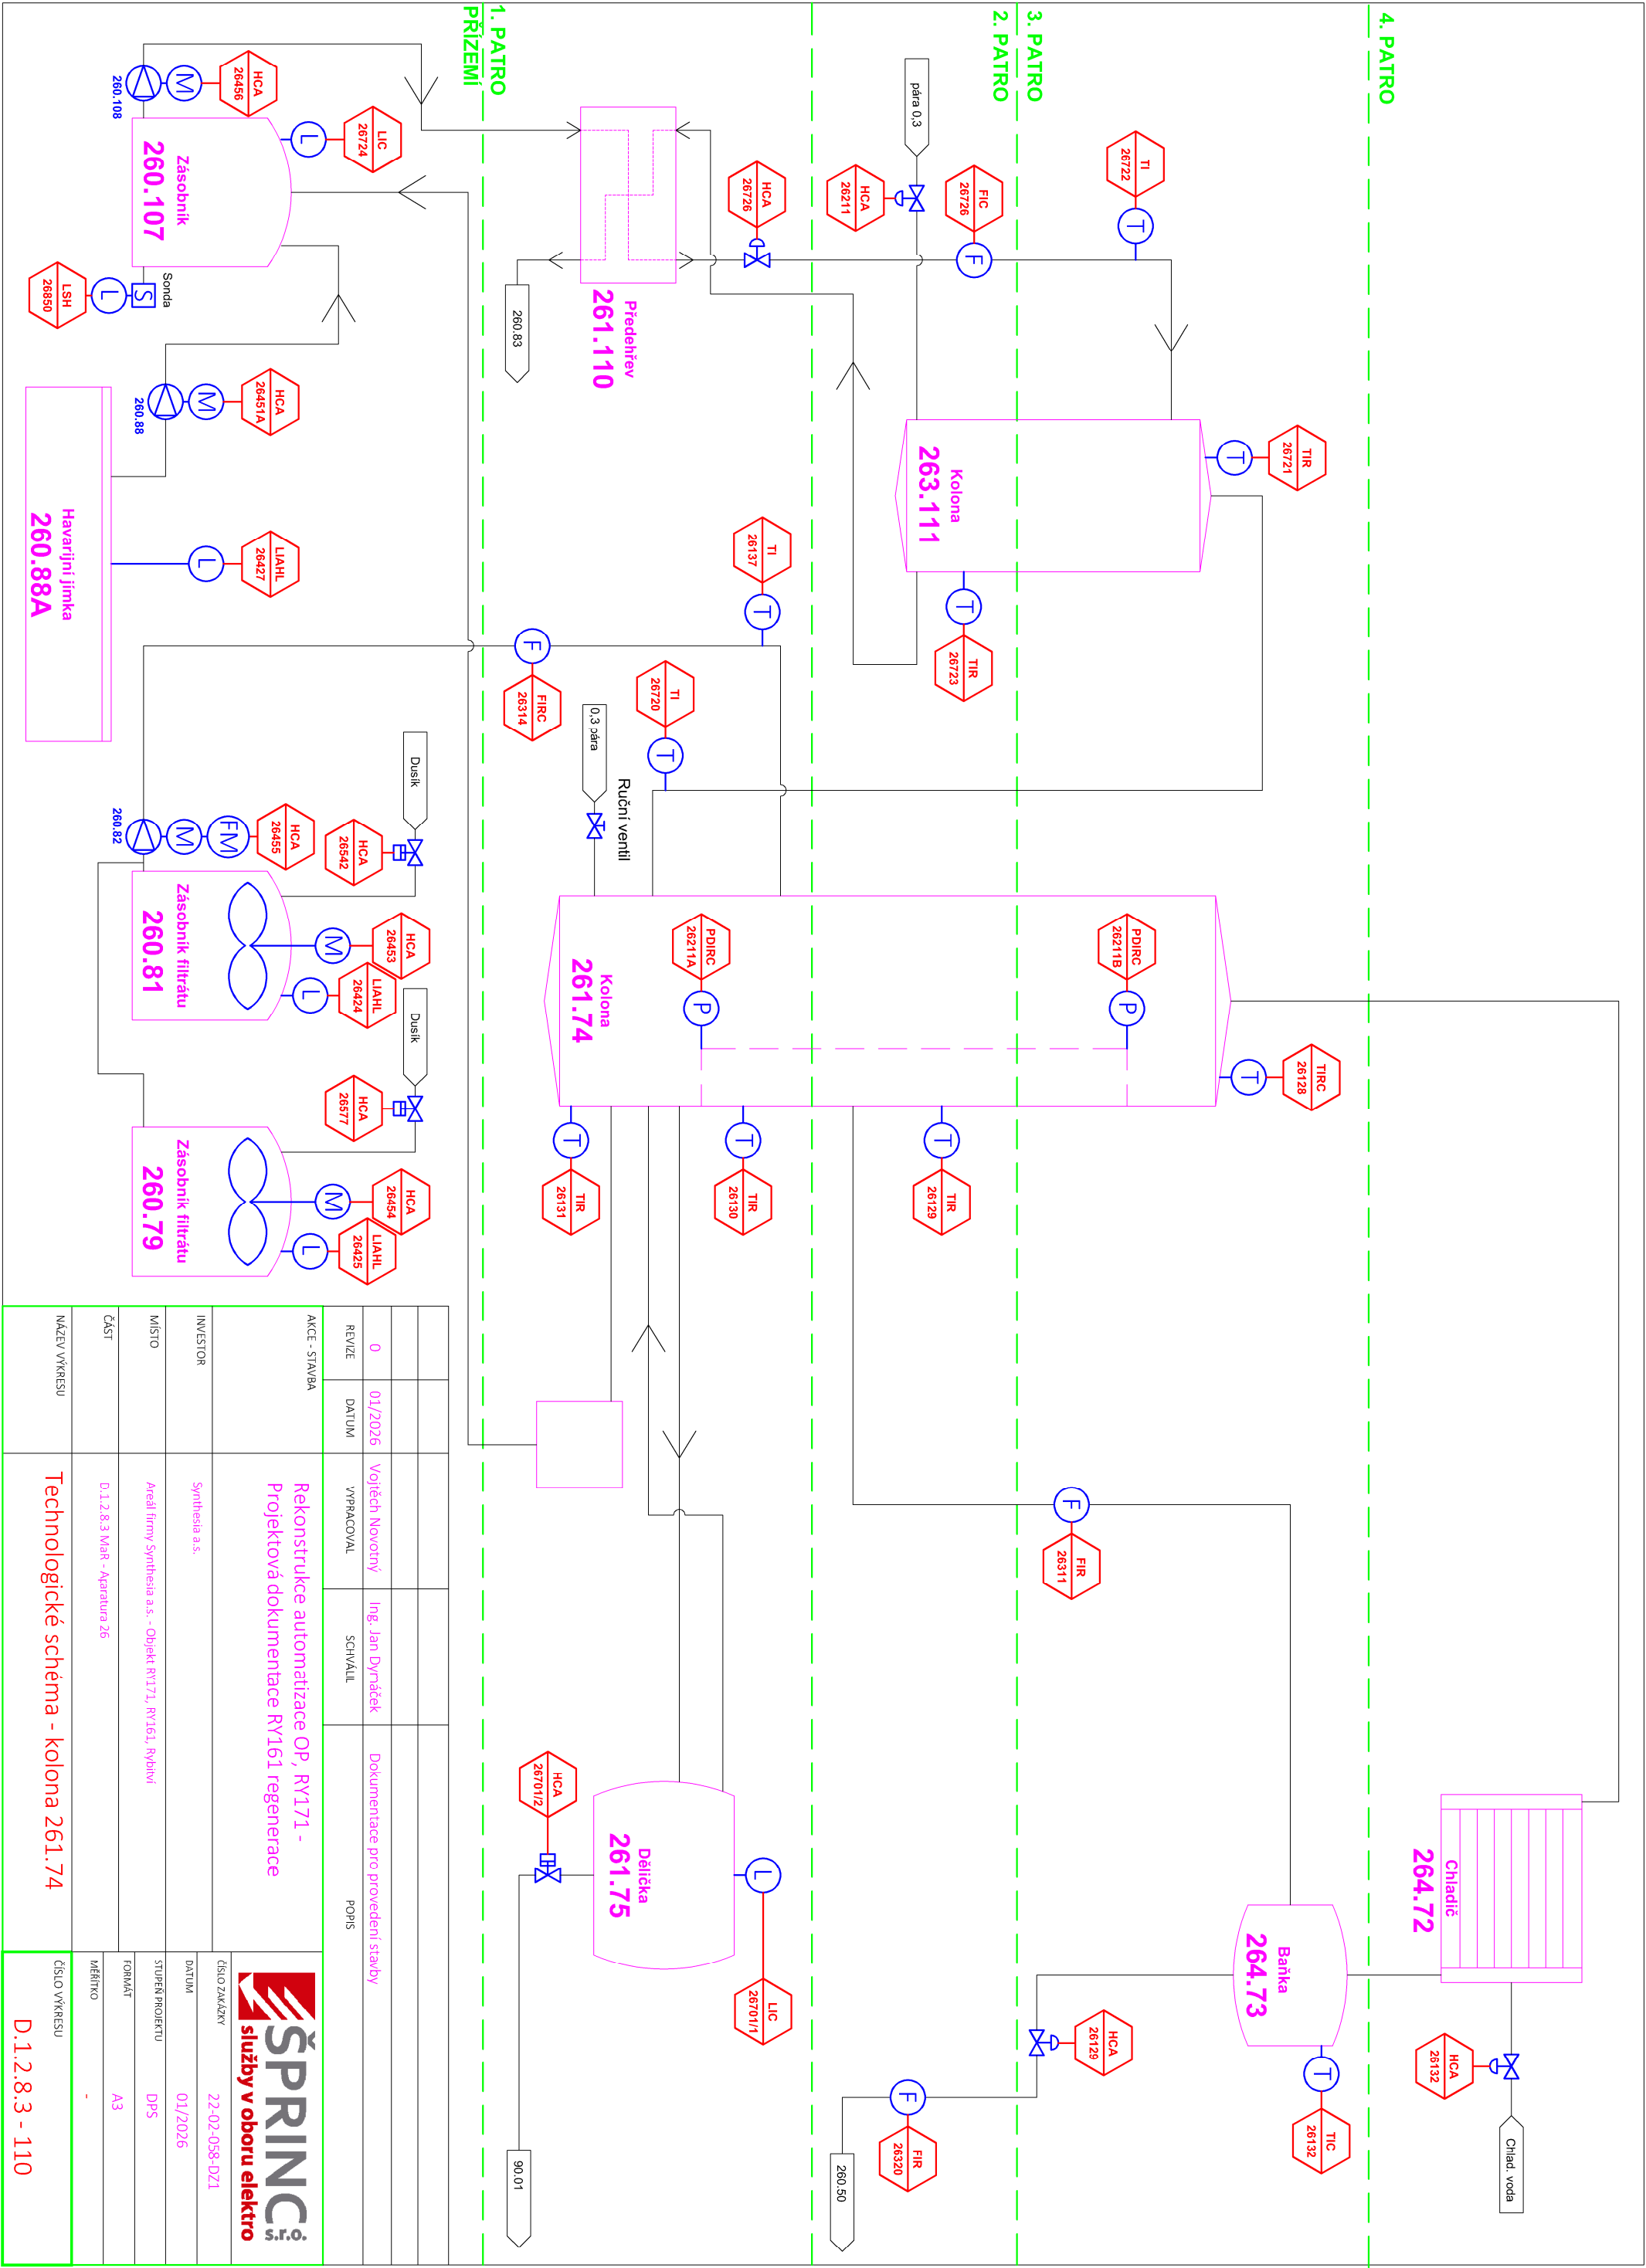 4. PATRO
3. PATRO
2. PATRO
1. PATRO
PŘÍZEMÍ
HCA
26456
260.108
M
LIC
26724
L
Zásobník
260.107
Sonda
S
L
LSH
26850
HCA
26451A
M
260.88
Havarijní jímka
260.88A
L
LIAHL
26427
Předehřev
261.110
260.83
HCA
26726
pára 0,3
HCA
26211
FIC
26726
F
TI
26722
T
Kolona
263.111
T
TIR
26721
T
TIR
26723
TI
26137
T
F
FIRC
26314
TI
26720
T
0,3 pára
Ruční ventil
Dusík
HCA
26542
260.82
M
FM
HCA
26455
Zásobník filtrátu
260.81
M
HCA
26453
L
LIAHL
26424
Dusík
HCA
26577
Zásobník filtrátu
260.79
M
HCA
26454
L
LIAHL
26425
Kolona
261.74
PDIRC
26211A
P
PDIRC
26211B
P
T
TIRC
26128
T
TIR
26131
T
TIR
26130
T
TIR
26129
F
FIR
26311
Chladič
264.72
HCA
26132
Chlad. voda
Baňka
264.73
T
TIC
26132
HCA
26129
F
FIR
26320
260.50
Dělička
261.75
L
LIC
26701/1
HCA
26701/2
90.01
0
01/2026
Vojtěch Novotný
Ing. Jan Dymáček
Dokumentace pro provedení stavby
REVIZE
DATUM
VYPRACOVAL
SCHVÁLIL
POPIS
AKCE - STAVBA
Rekonstrukce automatizace OP, RY171 -
Projektová dokumentace RY161 regenerace
INVESTOR
Synthesia a.s.
MÍSTO
Areál firmy Synthesia a.s. - Objekt RY171, RY161, Rybitví
ČÁST
D.1.2.8.3 MaR - Aparatura 26
NÁZEV VÝKRESU
Technologické schéma - kolona 261.74
ŠPRINC
s.r.o.
služby v oboru elektro
ČÍSLO ZAKÁZKY
22-02-058-DZ1
DATUM
01/2026
STUPEŇ PROJEKTU
DPS
FORMÁT
A3
MĚŘÍTKO
-
ČÍSLO VÝKRESU
D.1.2.8.3 - 110